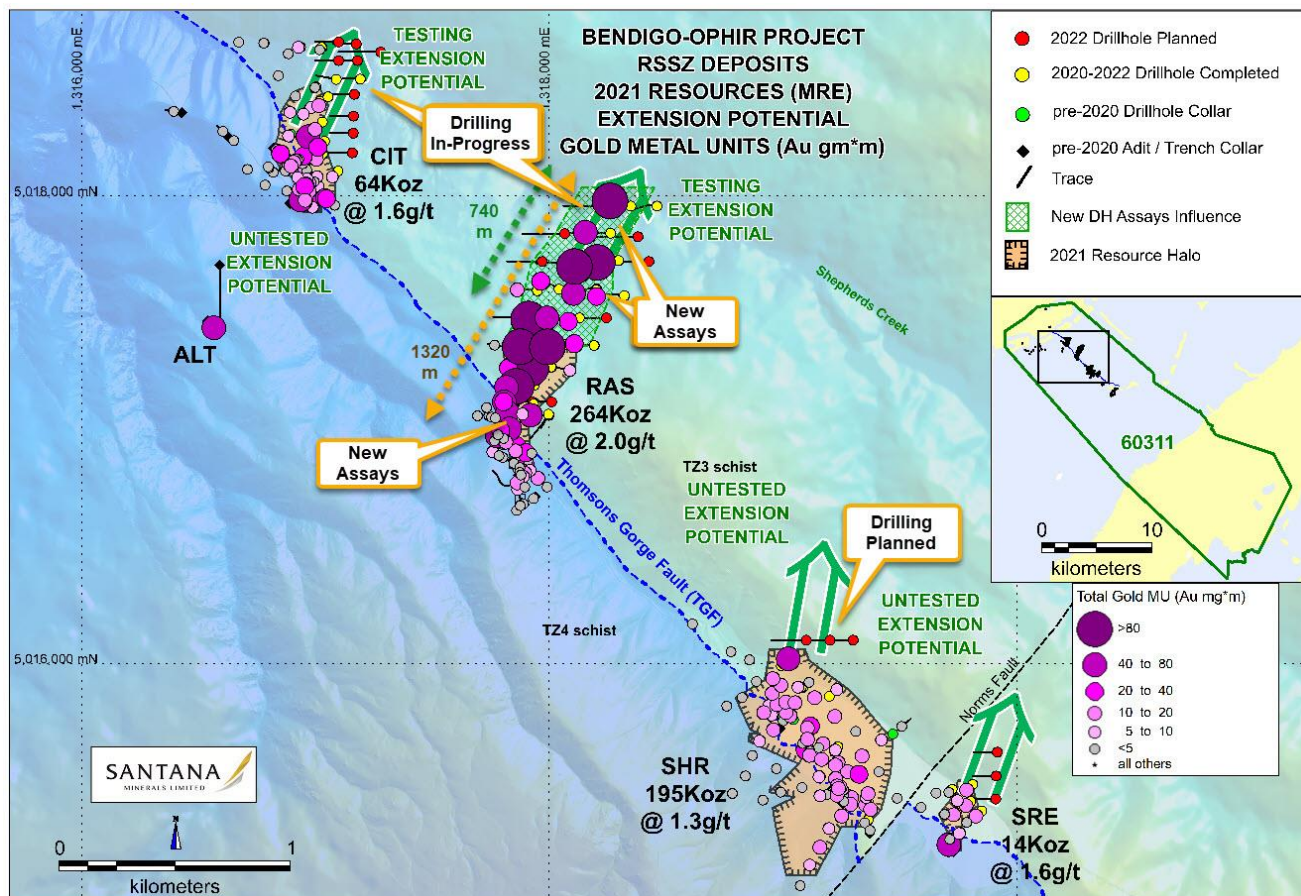 BENDIGO-OPHIR PROJECT
RSSZ DEPOSITS
2021 RESOURCES (MRE)
EXTENSION POTENTIAL
GOLD METAL UNITS (Au gm*m)
1,316,000 mE
1,318,000 mE
5,018,000 mN
5,016,000 mN
TESTING
EXTENSION
POTENTIAL
Drilling
In-Progress
CIT
64Koz
@ 1.6g/t
UNTESTED
EXTENSION
POTENTIAL
ALT
740
m
1320
m
TESTING
EXTENSION
POTENTIAL
New
Assays
Shepherds Creek
RAS
264Koz
@ 2.0g/t
New
Assays
Thomsons Gorge Fault (TGF)
TZ3 schist
UNTESTED
EXTENSION
POTENTIAL
Drilling
Planned
TZ4 schist
UNTESTED
EXTENSION
POTENTIAL
Norms Fault
SHR
195Koz
@ 1.3g/t
SRE
14Koz
@ 1.6g/t
SANTANA
MINERALS LIMITED
N
0 1
kilometers
2022 Drillhole Planned
2020-2022 Drillhole Completed
pre-2020 Drillhole Collar
pre-2020 Adit / Trench Collar
Trace
New DH Assays Influence
2021 Resource Halo
60311
0 10
kilometers
Total Gold MU (Au mg*m)
>80
40 to 80
20 to 40
10 to 20
5 to 10
<5
all others